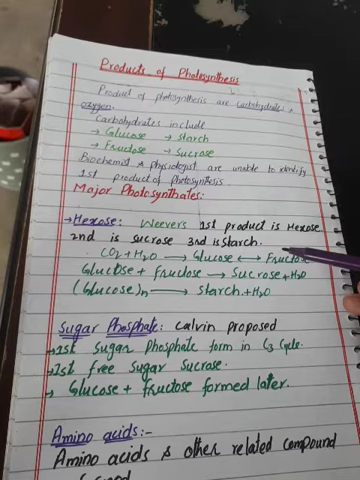 Products of Photosynthesis
Product of photosynthesis are Carbohydrates,
oxygen.
Carbohydrates include
→ Glucose → starch
→ Fructose → Sucrose
Biochemist & physiologist are unable to identify
1st product of Photosynthesis
Major Photosynthates:
→ Hexose: Weevers 1st product is Hexose
2nd is sucrose 3rd is starch.
CO2 + H2O → Glucose ↔ Fructose
Glucose + Fructose → Sucrose + H2O
(Glucose)n → Starch + H2O
Sugar Phosphate: Calvin proposed
→ 1st Sugar Phosphate form in C3 Cycle.
→ 1st free Sugar Sucrose.
→ Glucose + fructose formed later.
Amino acids:-
Amino acids & other related compound